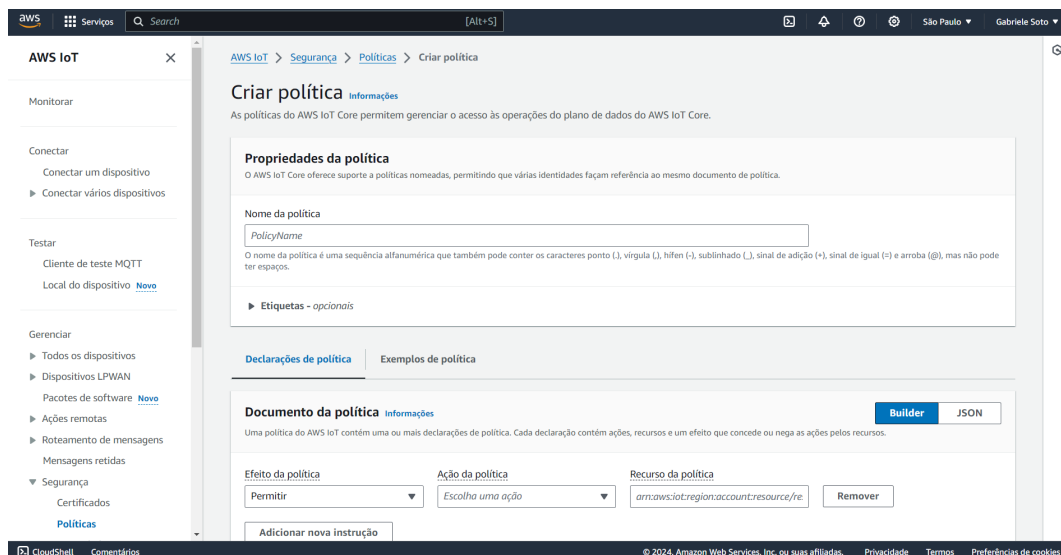 aws
Serviços
Search
[Alt+S]
São Paulo
Gabriele Soto
AWS IoT
Monitorar
Conectar
Conectar um dispositivo
Conectar vários dispositivos
Testar
Cliente de teste MQTT
Local do dispositivo Novo
Gerenciar
Todos os dispositivos
Dispositivos LPWAN
Pacotes de software Novo
Ações remotas
Roteamento de mensagens
Mensagens retidas
Segurança
Certificados
Políticas
AWS IoT > Segurança > Políticas > Criar política
Criar política Informações
As políticas do AWS IoT Core permitem gerenciar o acesso às operações do plano de dados do AWS IoT Core.
Propriedades da política
O AWS IoT Core oferece suporte a políticas nomeadas, permitindo que várias identidades façam referência ao mesmo documento de política.
Nome da política
PolicyName
O nome da política é uma sequência alfanumérica que também pode conter os caracteres ponto (.), vírgula (,), hífen (-), sublinhado (_), sinal de adição (+), sinal de igual (=) e arroba (@), mas não pode
ter espaços.
Etiquetas - opcionais
Declarações de política
Exemplos de política
Documento da política Informações
Builder
JSON
Uma política do AWS IoT contém uma ou mais declarações de política. Cada declaração contém ações, recursos e um efeito que concede ou nega as ações pelos recursos.
Efeito da política
Ação da política
Recurso da política
Permitir
Escolha uma ação
arn:aws:iot:region:account:resource/re
Remover
Adicionar nova instrução
CloudShell
Comentários
© 2024, Amazon Web Services, Inc. ou suas afiliadas.
Privacidade
Termos
Preferências de cookies